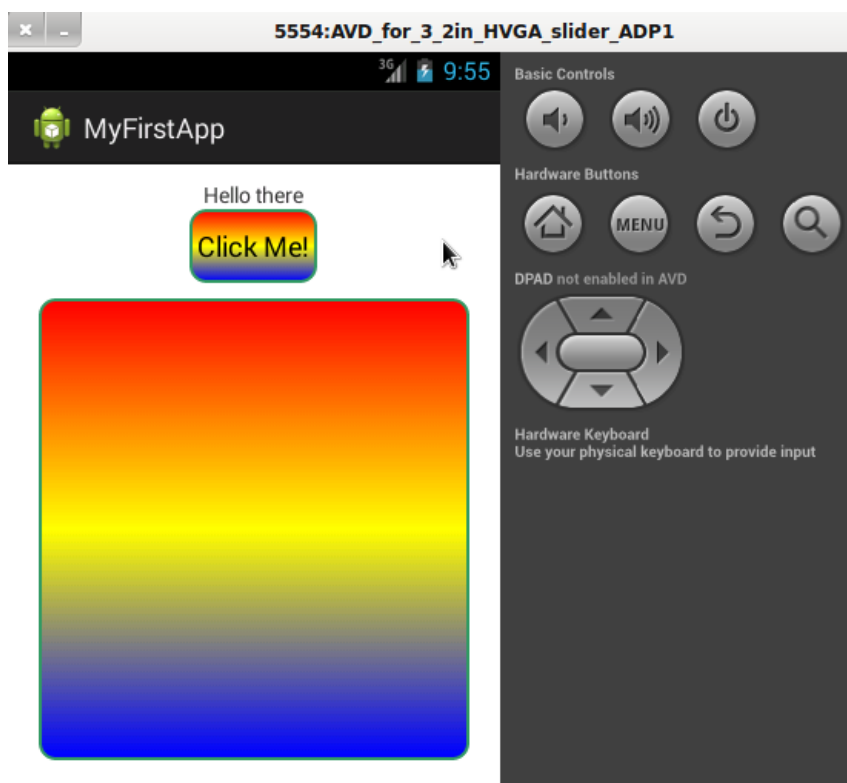 5554:AVD_for_3_2in_HVGA_slider_ADP1
3G 9:55
MyFirstApp
Hello there
Click Me!
Basic Controls
Hardware Buttons
MENU
DPAD not enabled in AVD
Hardware Keyboard
Use your physical keyboard to provide input